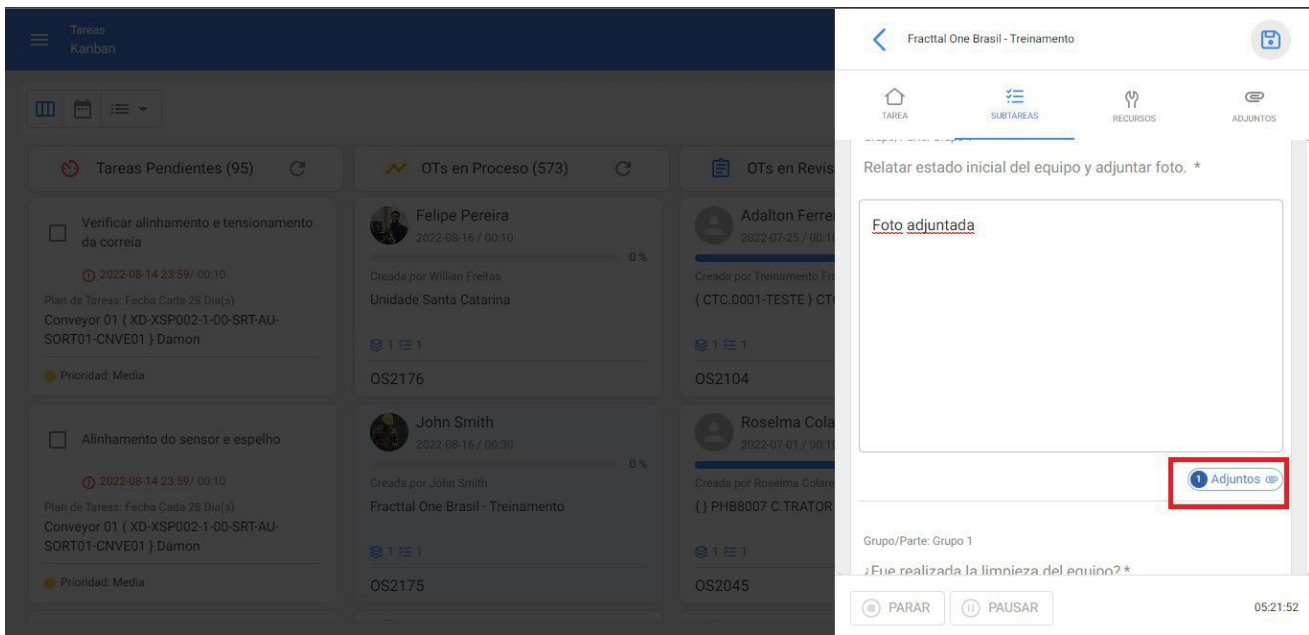 Tareas
Kanban
Tareas Pendientes (95)
Verificar alinhamento e tensionamento
da correia
2022-08-14 23:59/ 00:10
Plan de Tareas: Fecha Cada 28 Dia(s)
Conveyor 01 { XD-XSP002-1-00-SRT-AU-
SORT01-CNVE01 } Damon
Prioridad: Media
Alinhamento do sensor e espelho
2022-08-14 23:59/ 00:10
Plan de Tareas: Fecha Cada 28 Dia(s)
Conveyor 01 { XD-XSP002-1-00-SRT-AU-
SORT01-CNVE01 } Damon
Prioridad: Media
OTs en Proceso (573)
Felipe Pereira
2022-08-16 / 00:10
0 %
Creada por Willian Freitas
Unidade Santa Catarina
1 1
OS2176
John Smith
2022-08-16 / 00:30
0 %
Creada por John Smith
Fracttal One Brasil - Treinamento
1 1
OS2175
OTs en Revis
Adalton Ferre
2022-07-25 / 00:10
Creada por Treinamento Fra
{ CTC.0001-TESTE } CT
1 1
OS2104
Roselma Cola
2022-07-01 / 00:10
Creada por Roselma Colare
{ } PHB8007 C.TRATOR
1 1
OS2045
Fracttal One Brasil - Treinamento
TAREA
SUBTAREAS
RECURSOS
ADJUNTOS
Relatar estado inicial del equipo y adjuntar foto. *
Foto adjuntada
1 Adjuntos
Grupo/Parte: Grupo 1
¿Fue realizada la limpieza del equipo? *
PARAR
PAUSAR
05:21:52